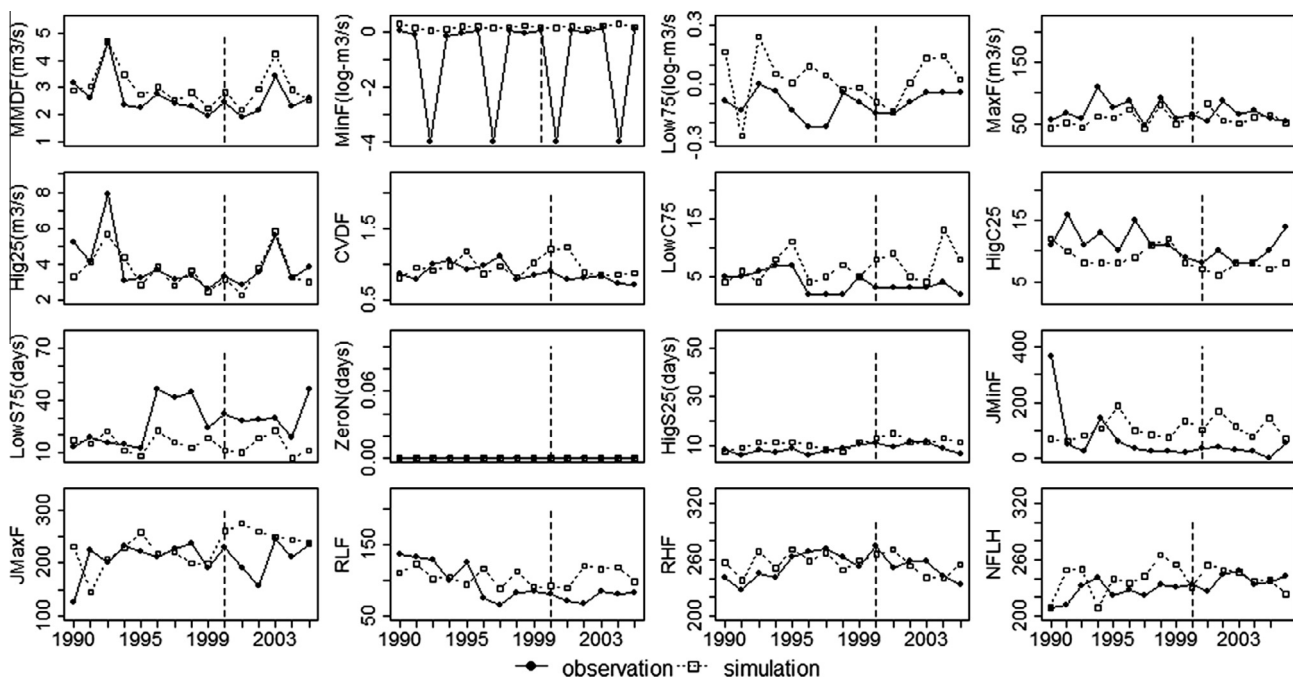 MMDF(m3/s)
5
4
3
2
1
MinF(log-m3/s)
0
-2
-4
Low75(log-m3/s)
0.3
0.0
-0.3
MaxF(m3/s)
150
50
Hig25(m3/s)
8
6
4
2
CVDF
1.5
0.5
LowC75
15
5
HigC25
15
5
LowS75(days)
70
40
10
ZeroN(days)
0.06
0.00
HigS25(days)
50
30
10
JMinF
400
200
0
JMaxF
300
200
100
RLF
150
50
RHF
320
260
200
NFLH
320
260
200
1990 1995 1999 2003
1990 1995 1999 2003
1990 1995 1999 2003
1990 1995 1999 2003
observation simulation